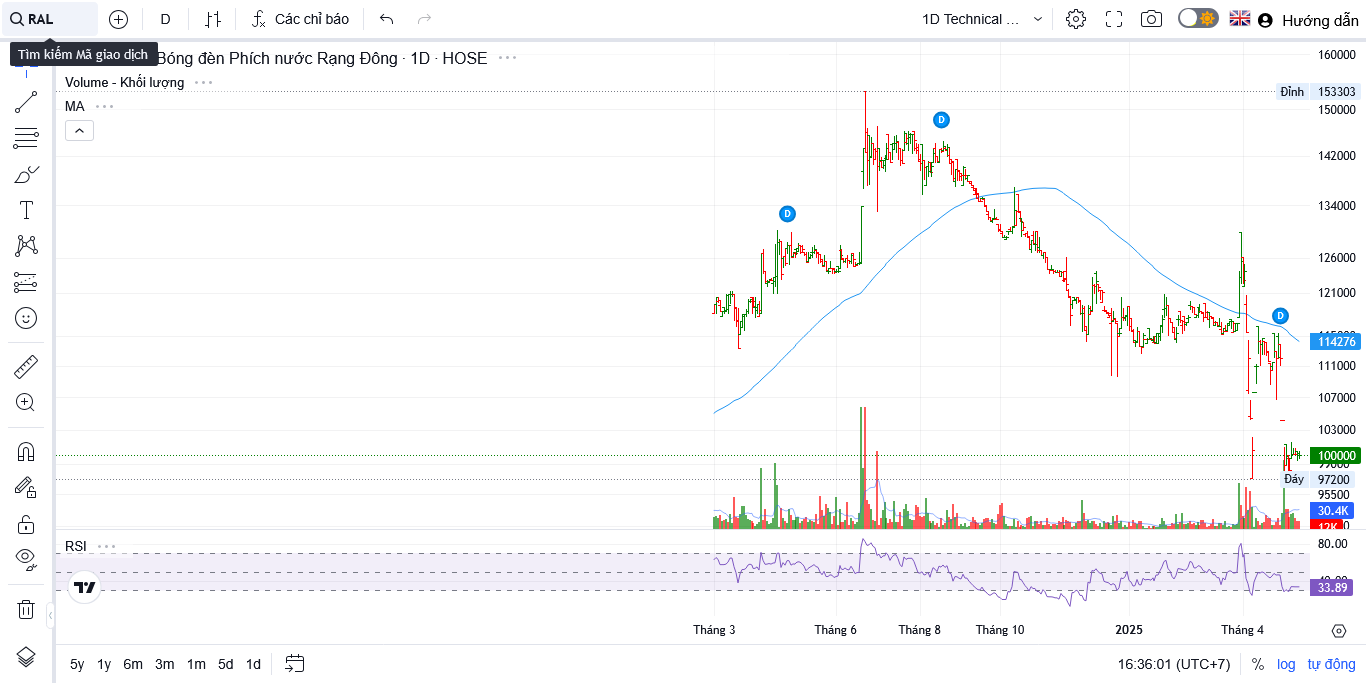 RAL
D
Các chỉ báo
1D Technical ...
Hướng dẫn
Tìm kiếm Mã giao dịch
Bóng đèn Phích nước Rạng Đông · 1D · HOSE
Volume - Khối lượng
MA
160000
Đỉnh 153303
150000
142000
134000
126000
121000
115000
114276
111000
107000
103000
100000
99000
Đáy 97200
95500
30.4K
12K
D
D
D
RSI
80.00
40.00
33.89
Tháng 3
Tháng 6
Tháng 8
Tháng 10
2025
Tháng 4
5y 1y 6m 3m 1m 5d 1d
16:36:01 (UTC+7)
% log tự động